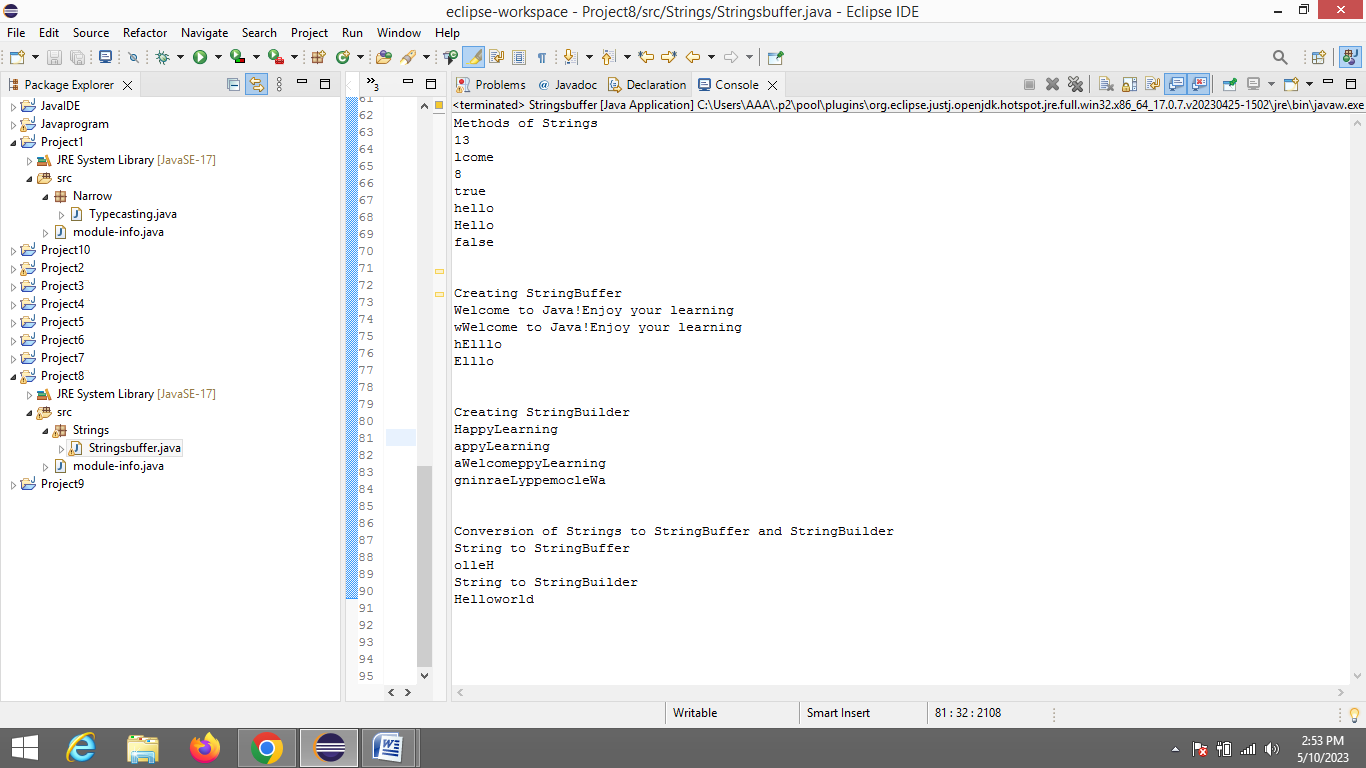 eclipse-workspace - Project8/src/Strings/Stringsbuffer.java - Eclipse IDE
File Edit Source Refactor Navigate Search Project Run Window Help
Package Explorer
JavaIDE
Javaprogram
Project1
JRE System Library [JavaSE-17]
src
Narrow
Typecasting.java
module-info.java
Project10
Project2
Project3
Project4
Project5
Project6
Project7
Project8
JRE System Library [JavaSE-17]
src
Strings
Stringsbuffer.java
module-info.java
Project9
»3
61
62
63
64
65
66
67
68
69
70
71
72
73
74
75
76
77
78
79
80
81
82
83
84
85
86
87
88
89
90
91
92
93
94
95
Problems @ Javadoc Declaration Console
<terminated> Stringsbuffer [Java Application] C:\Users\AAA\.p2\pool\plugins\org.eclipse.justj.openjdk.hotspot.jre.full.win32.x86_64_17.0.7.v20230425-1502\jre\bin\javaw.exe
Methods of Strings
13
lcome
8
true
hello
Hello
false
Creating StringBuffer
Welcome to Java!Enjoy your learning
wWelcome to Java!Enjoy your learning
hElllo
Elllo
Creating StringBuilder
HappyLearning
appyLearning
aWelcomeppyLearning
gninraeLyppemocleWa
Conversion of Strings to StringBuffer and StringBuilder
String to StringBuffer
olleH
String to StringBuilder
Helloworld
Writable Smart Insert 81 : 32 : 2108
2:53 PM
5/10/2023